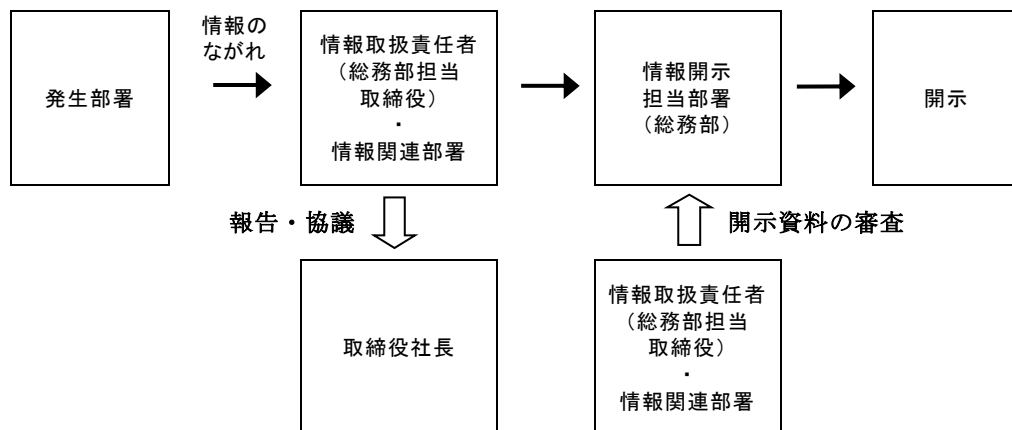 発生部署
情報の
ながれ
情報取扱責任者
(総務部担当
取締役)
・
情報関連部署
情報開示
担当部署
(総務部)
開示
報告・協議
開示資料の審査
取締役社長
情報取扱責任者
(総務部担当
取締役)
・
情報関連部署